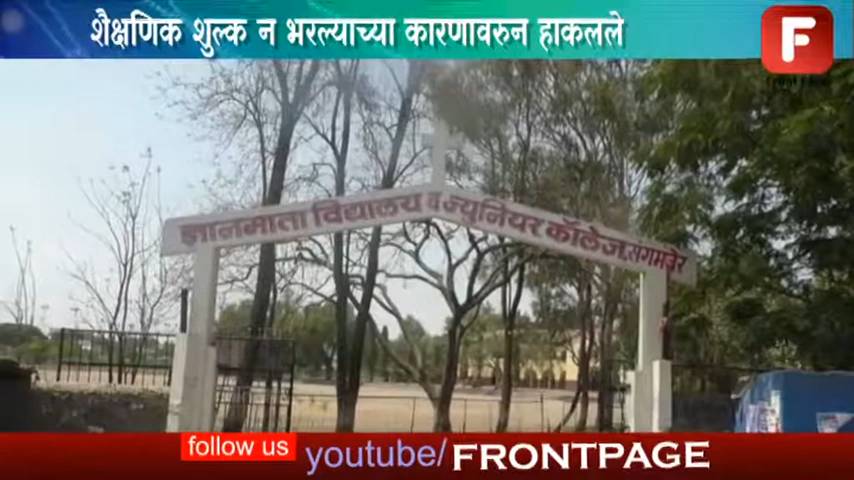 शैक्षणिक शुल्क न भरल्याच्या कारणावरुन हाकलले
F
ज्ञानमाता विद्यालय व ज्युनियर कॉलेज, संगमनेर
follow us youtube/FRONTPAGE